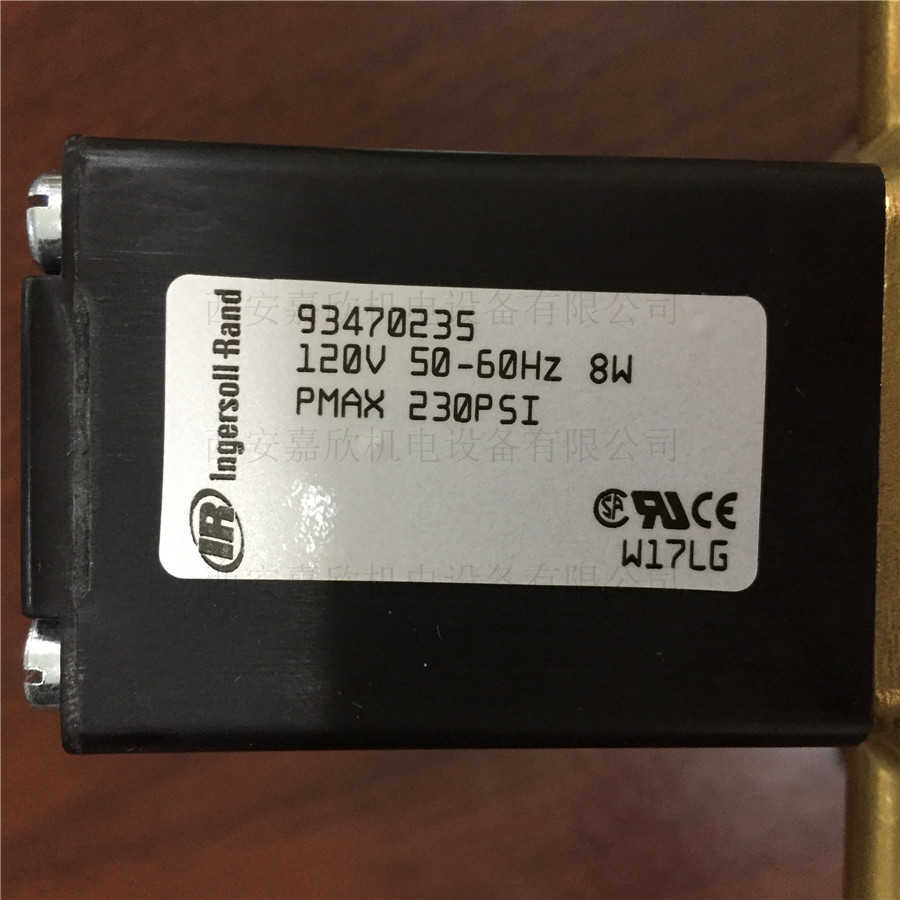 93470235
120V 50-60Hz 8W
PMAX 230PSI
IR Ingersoll-Rand
SA UR CE
W17LG
西安嘉欣机电设备有限公司
西安嘉欣机电设备有限公司
西安嘉欣机电设备有限公司